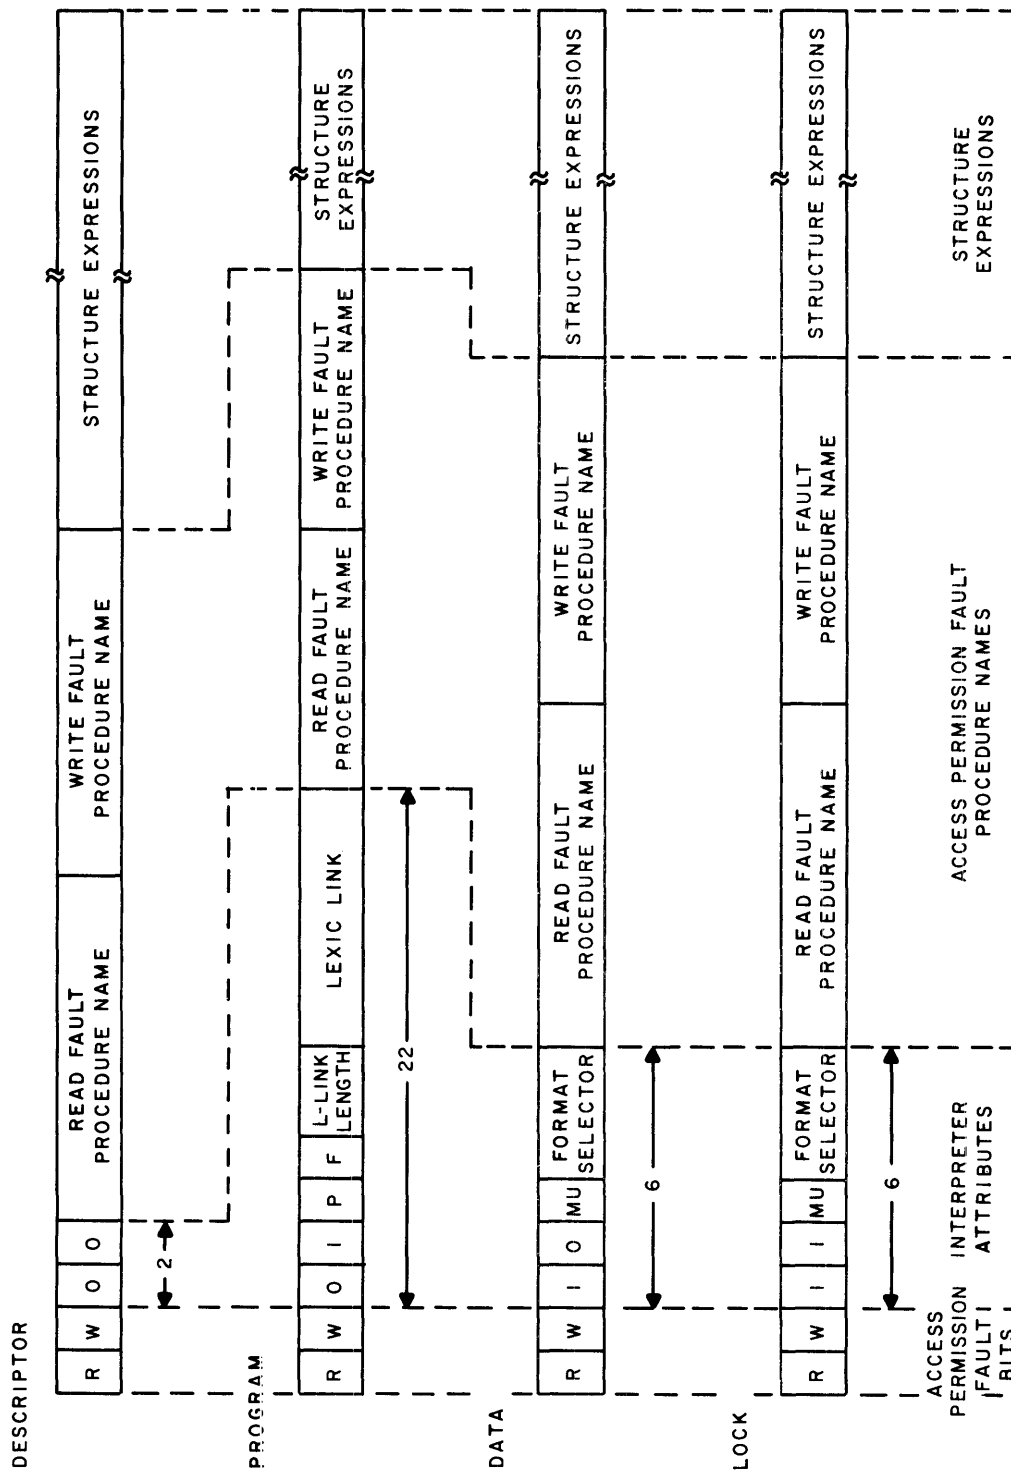 DESCRIPTOR
R W O O
READ FAULT
PROCEDURE NAME
WRITE FAULT
PROCEDURE NAME
STRUCTURE EXPRESSIONS
2
PROGRAM
R W O I P F
L-LINK
LENGTH
LEXIC LINK
READ FAULT
PROCEDURE NAME
WRITE FAULT
PROCEDURE NAME
STRUCTURE
EXPRESSIONS
22
DATA
R W I O MU
FORMAT
SELECTOR
READ FAULT
PROCEDURE NAME
WRITE FAULT
PROCEDURE NAME
STRUCTURE EXPRESSIONS
6
LOCK
R W I I MU
FORMAT
SELECTOR
READ FAULT
PROCEDURE NAME
WRITE FAULT
PROCEDURE NAME
STRUCTURE EXPRESSIONS
6
ACCESS
PERMISSION
FAULT
BITS
INTERPRETER
ATTRIBUTES
ACCESS PERMISSION FAULT
PROCEDURE NAMES
STRUCTURE
EXPRESSIONS